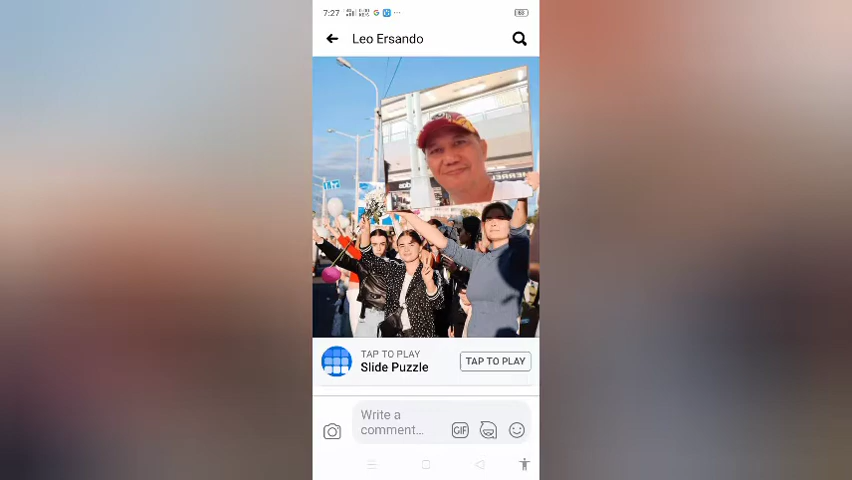 7:27
Leo Ersando
TAP TO PLAY
Slide Puzzle
TAP TO PLAY
Write a
comment...
GIF